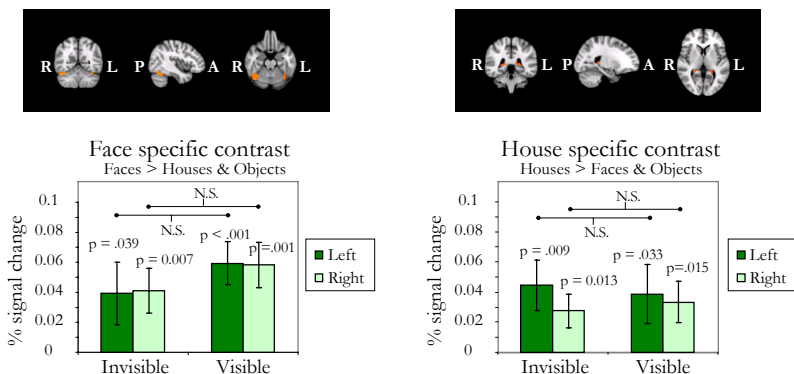 R L P A R L
Face specific contrast
Faces > Houses & Objects
% signal change
0.1
0.08
0.06
0.04
0.02
0
N.S.
N.S.
p = .039
p = 0.007
p < .001
p =.001
Invisible
Visible
Left
Right
R L P A R L
House specific contrast
Houses > Faces & Objects
% signal change
0.1
0.08
0.06
0.04
0.02
0
N.S.
N.S.
p = .009
p = 0.013
p = .033
p=.015
Invisible
Visible
Left
Right